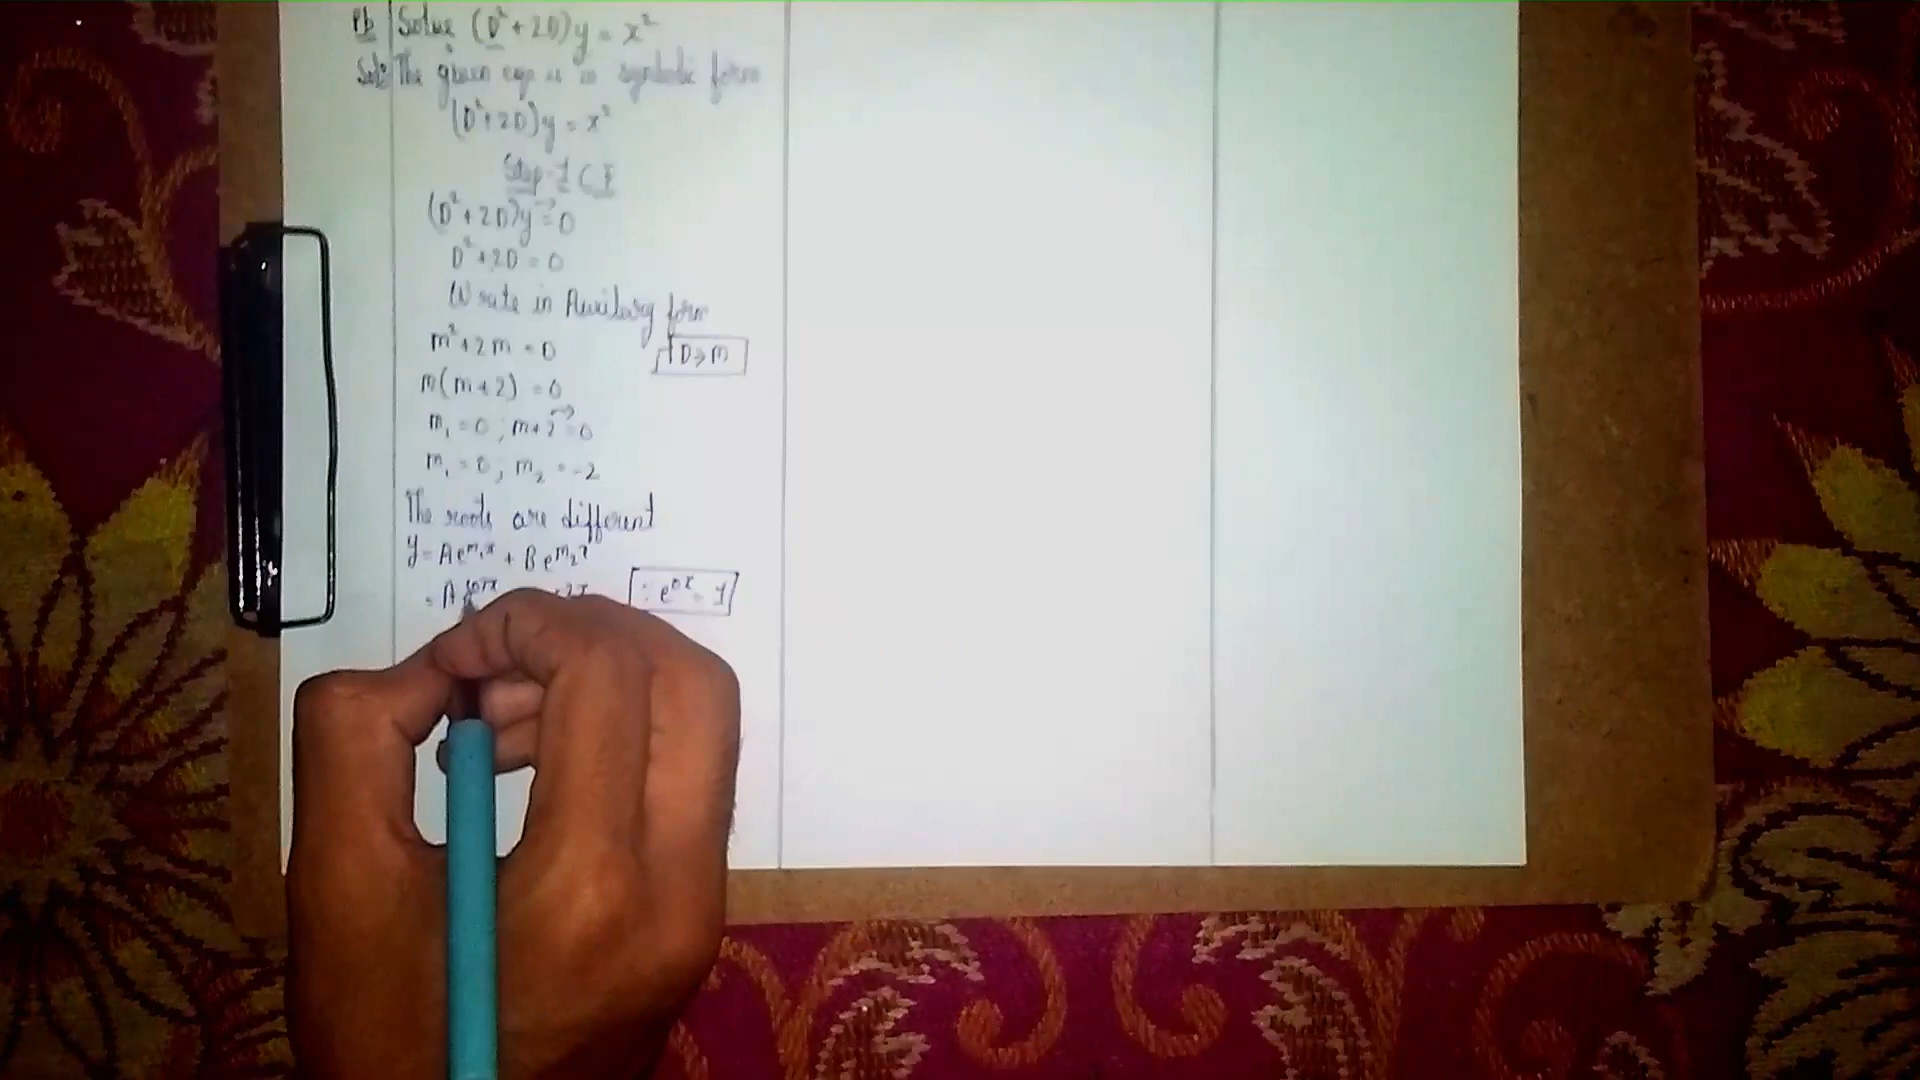 Pb Solve (D²+2D)y = x²
Sol: The given eqn is in symbolic form
(D²+2D)y = x²
Step-1 C.F
(D²+2D)y = 0
D²+2D = 0
Write in Auxilary form
m²+2m = 0
D→m
m(m+2) = 0
m₁ = 0 ; m+2 = 0
m₁ = 0 ; m₂ = -2
The roots are different
y = Ae^m₁x + Be^m₂x
= A
∵ e^0x = 1